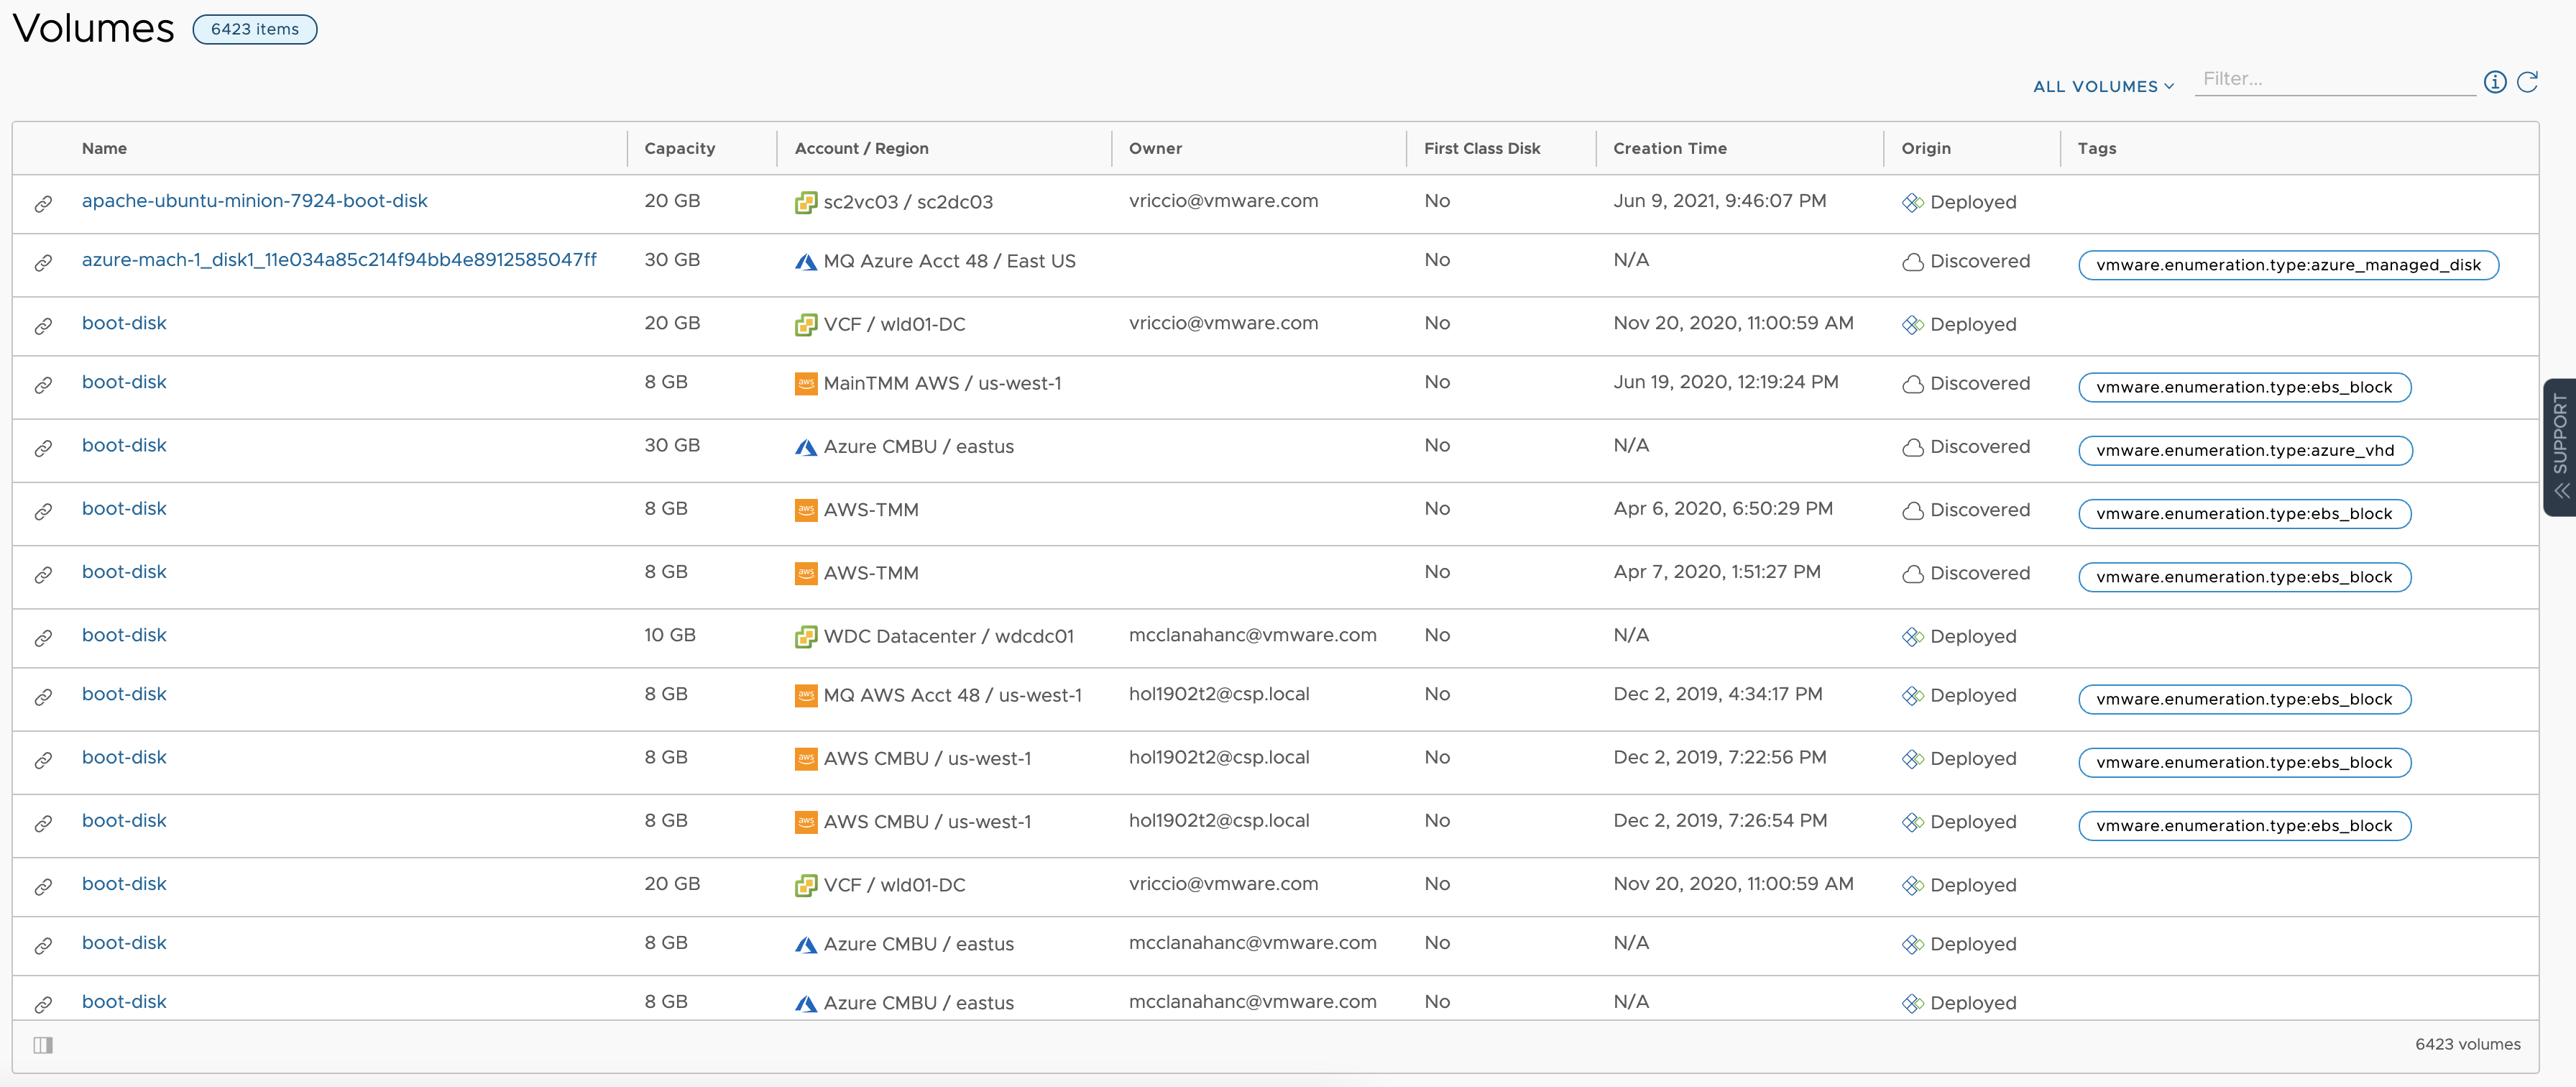 Volumes 6423 items
ALL VOLUMES Filter...
Name Capacity Account / Region Owner First Class Disk Creation Time Origin Tags
apache-ubuntu-minion-7924-boot-disk 20 GB sc2vc03 / sc2dc03 vriccio@vmware.com No Jun 9, 2021, 9:46:07 PM Deployed
azure-mach-1_disk1_11e034a85c214f94bb4e8912585047ff 30 GB MQ Azure Acct 48 / East US No N/A Discovered vmware.enumeration.type:azure_managed_disk
boot-disk 20 GB VCF / wld01-DC vriccio@vmware.com No Nov 20, 2020, 11:00:59 AM Deployed
boot-disk 8 GB aws MainTMM AWS / us-west-1 No Jun 19, 2020, 12:19:24 PM Discovered vmware.enumeration.type:ebs_block
boot-disk 30 GB Azure CMBU / eastus No N/A Discovered vmware.enumeration.type:azure_vhd
boot-disk 8 GB aws AWS-TMM No Apr 6, 2020, 6:50:29 PM Discovered vmware.enumeration.type:ebs_block
boot-disk 8 GB aws AWS-TMM No Apr 7, 2020, 1:51:27 PM Discovered vmware.enumeration.type:ebs_block
boot-disk 10 GB WDC Datacenter / wdcdc01 mcclanahanc@vmware.com No N/A Deployed
boot-disk 8 GB aws MQ AWS Acct 48 / us-west-1 hol1902t2@csp.local No Dec 2, 2019, 4:34:17 PM Deployed vmware.enumeration.type:ebs_block
boot-disk 8 GB aws AWS CMBU / us-west-1 hol1902t2@csp.local No Dec 2, 2019, 7:22:56 PM Deployed vmware.enumeration.type:ebs_block
boot-disk 8 GB aws AWS CMBU / us-west-1 hol1902t2@csp.local No Dec 2, 2019, 7:26:54 PM Deployed vmware.enumeration.type:ebs_block
boot-disk 20 GB VCF / wld01-DC vriccio@vmware.com No Nov 20, 2020, 11:00:59 AM Deployed
boot-disk 8 GB Azure CMBU / eastus mcclanahanc@vmware.com No N/A Deployed
boot-disk 8 GB Azure CMBU / eastus mcclanahanc@vmware.com No N/A Deployed
6423 volumes
SUPPORT